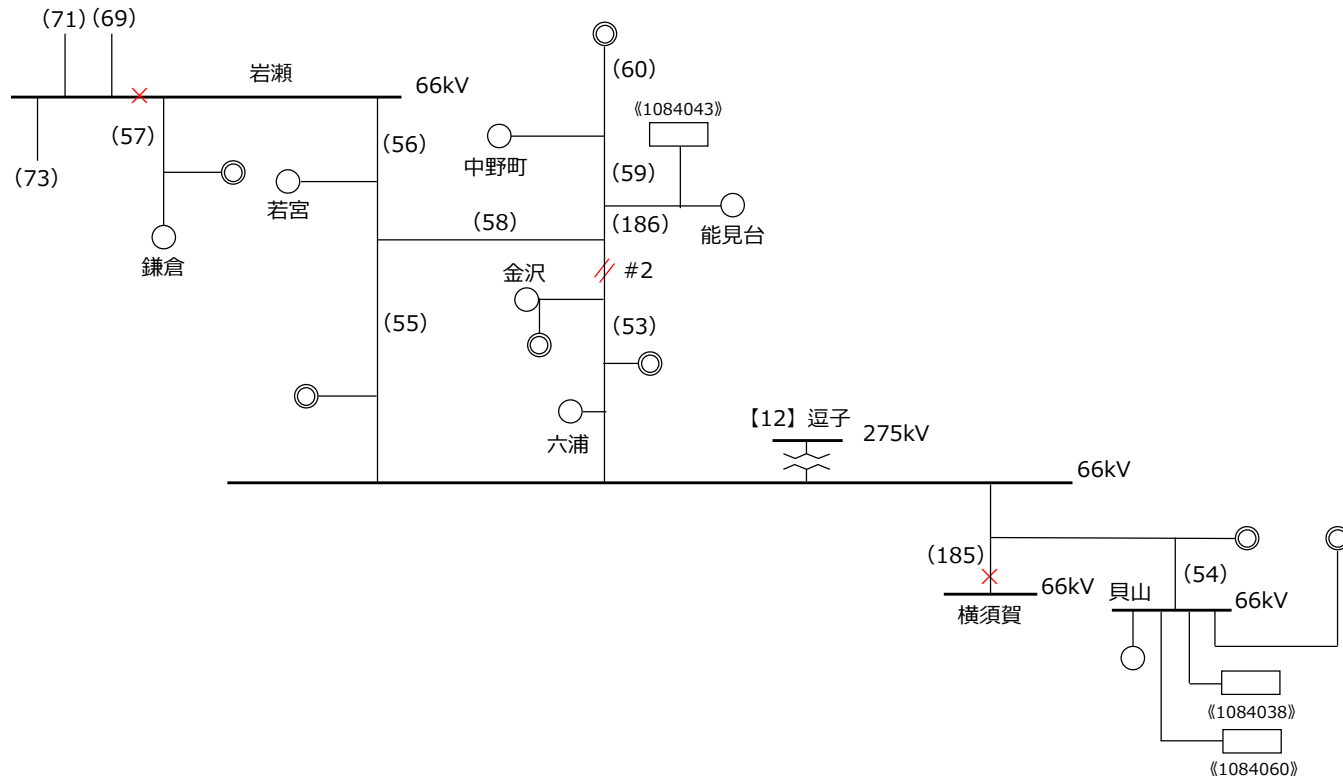 (71)
(69)
岩瀬
66kV
(57)
(73)
鎌倉
(56)
若宮
(58)
(55)
(60)
《1084043》
中野町
(59)
(186)
能見台
#2
金沢
(53)
六浦
【12】逗子
275kV
66kV
(185)
66kV
横須賀
(54)
貝山
66kV
《1084038》
《1084060》